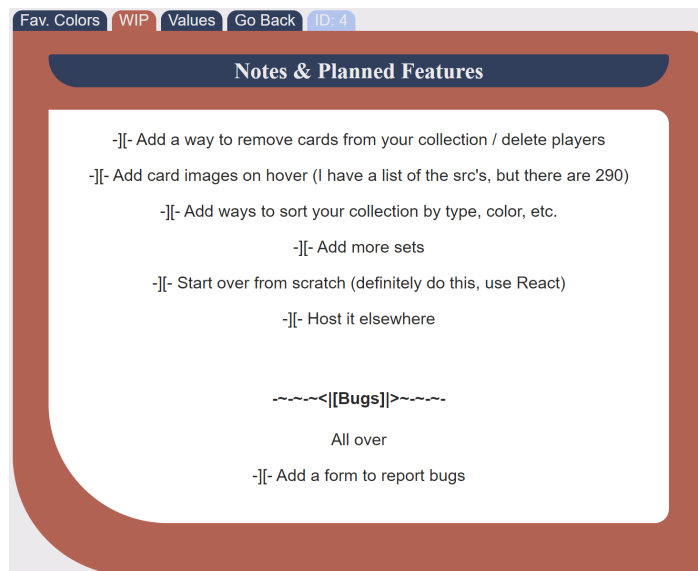 Fav. Colors WIP Values Go Back ID: 4
Notes & Planned Features
-][- Add a way to remove cards from your collection / delete players
-][- Add card images on hover (I have a list of the src's, but there are 290)
-][- Add ways to sort your collection by type, color, etc.
-][- Add more sets
-][- Start over from scratch (definitely do this, use React)
-][- Host it elsewhere
-~-~-~<|[Bugs]|>~-~-~-
All over
-][- Add a form to report bugs